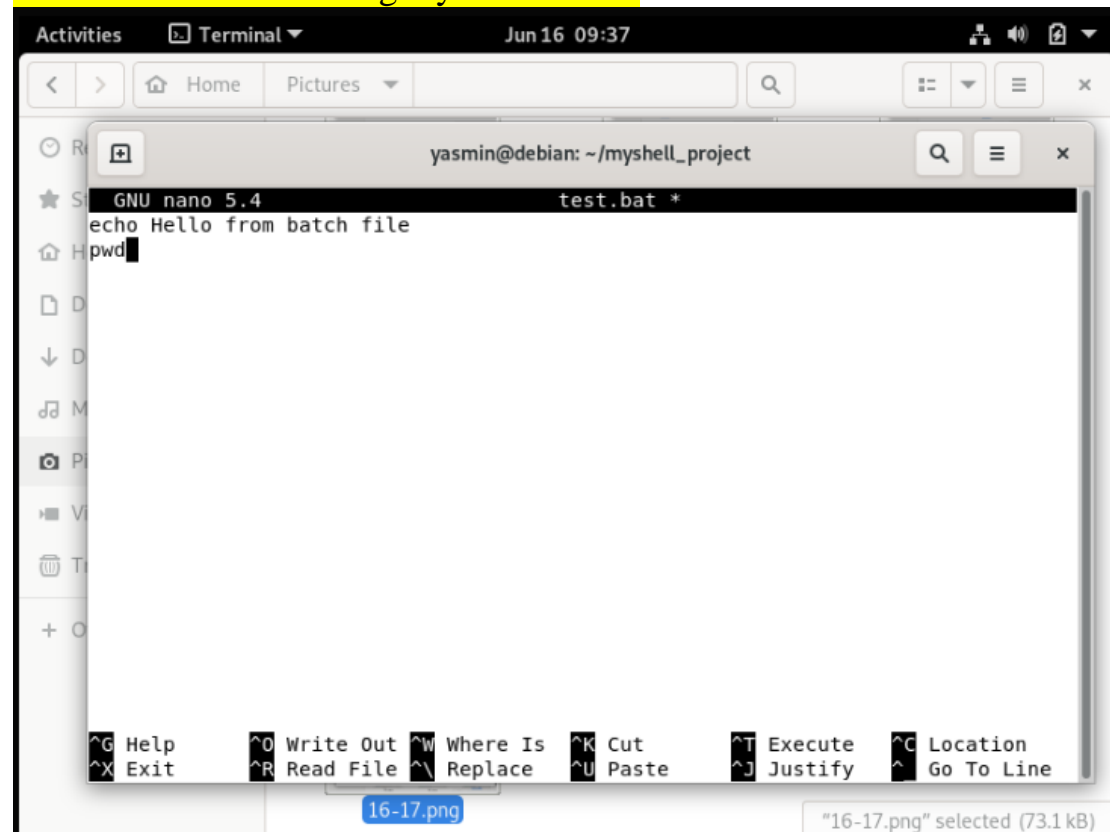 Activities Terminal Jun 16 09:37
Home Pictures
yasmin@debian: ~/myshell_project
GNU nano 5.4 test.bat *
echo Hello from batch file
pwd
^G Help ^O Write Out ^W Where Is ^K Cut ^T Execute ^C Location
^X Exit ^R Read File ^\ Replace ^U Paste ^J Justify ^_ Go To Line
16-17.png
"16-17.png" selected (73.1 kB)